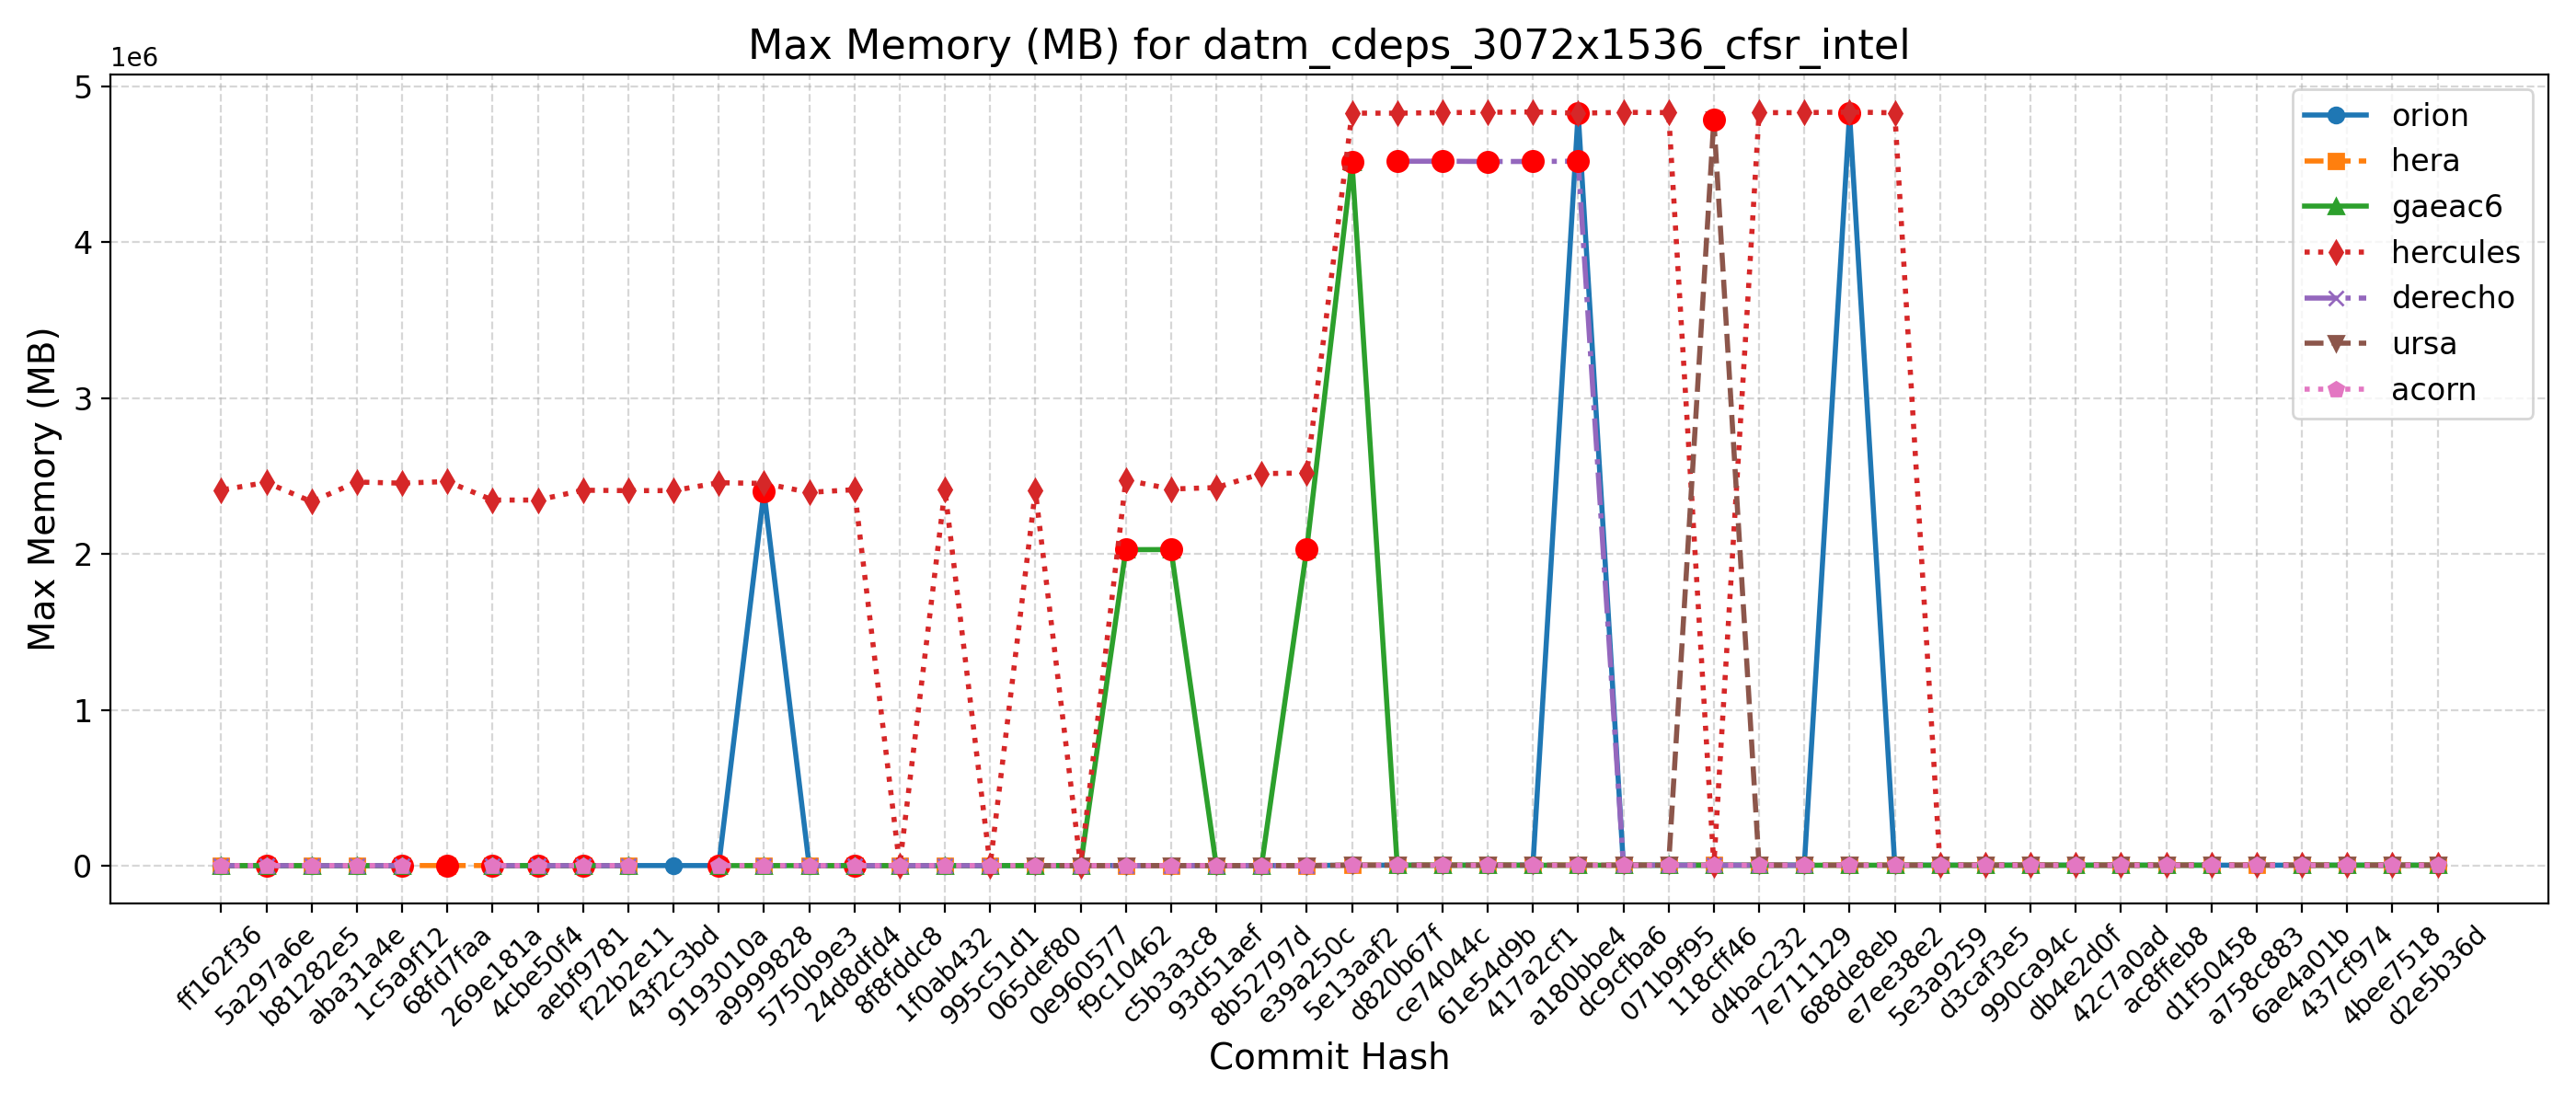 Max Memory (MB) for datm_cdeps_3072x1536_cfsr_intel
1e6
5
4
3
2
1
0
Max Memory (MB)
orion
hera
gaeac6
hercules
derecho
ursa
acorn
ff162f36
5a297a6e
b81282e5
aba31a4e
1c5a9f12
68fd7faa
269e181a
4cbe50f4
aebf9781
f22b2e11
43f2c3bd
9193010a
a9999828
5750b9e3
24d8dfd4
8f8fddc8
1f0ab432
995c51d1
065def80
0e960577
f9c10462
c5b3a3c8
93d51aef
8b52797d
e39a250c
5e13aaf2
d820b67f
ce74044c
61e54d9b
417a2cf1
a180bbe4
dc9cfba6
071b9f95
118cff46
d4bac232
7e711129
688de8eb
e7ee38e2
5e3a9259
d3caf3e5
990ca94c
db4e2d0f
42c7a0ad
ac8ffeb8
d1f50458
a758c883
6ae4a01b
437cf974
4bee7518
d2e5b36d
Commit Hash